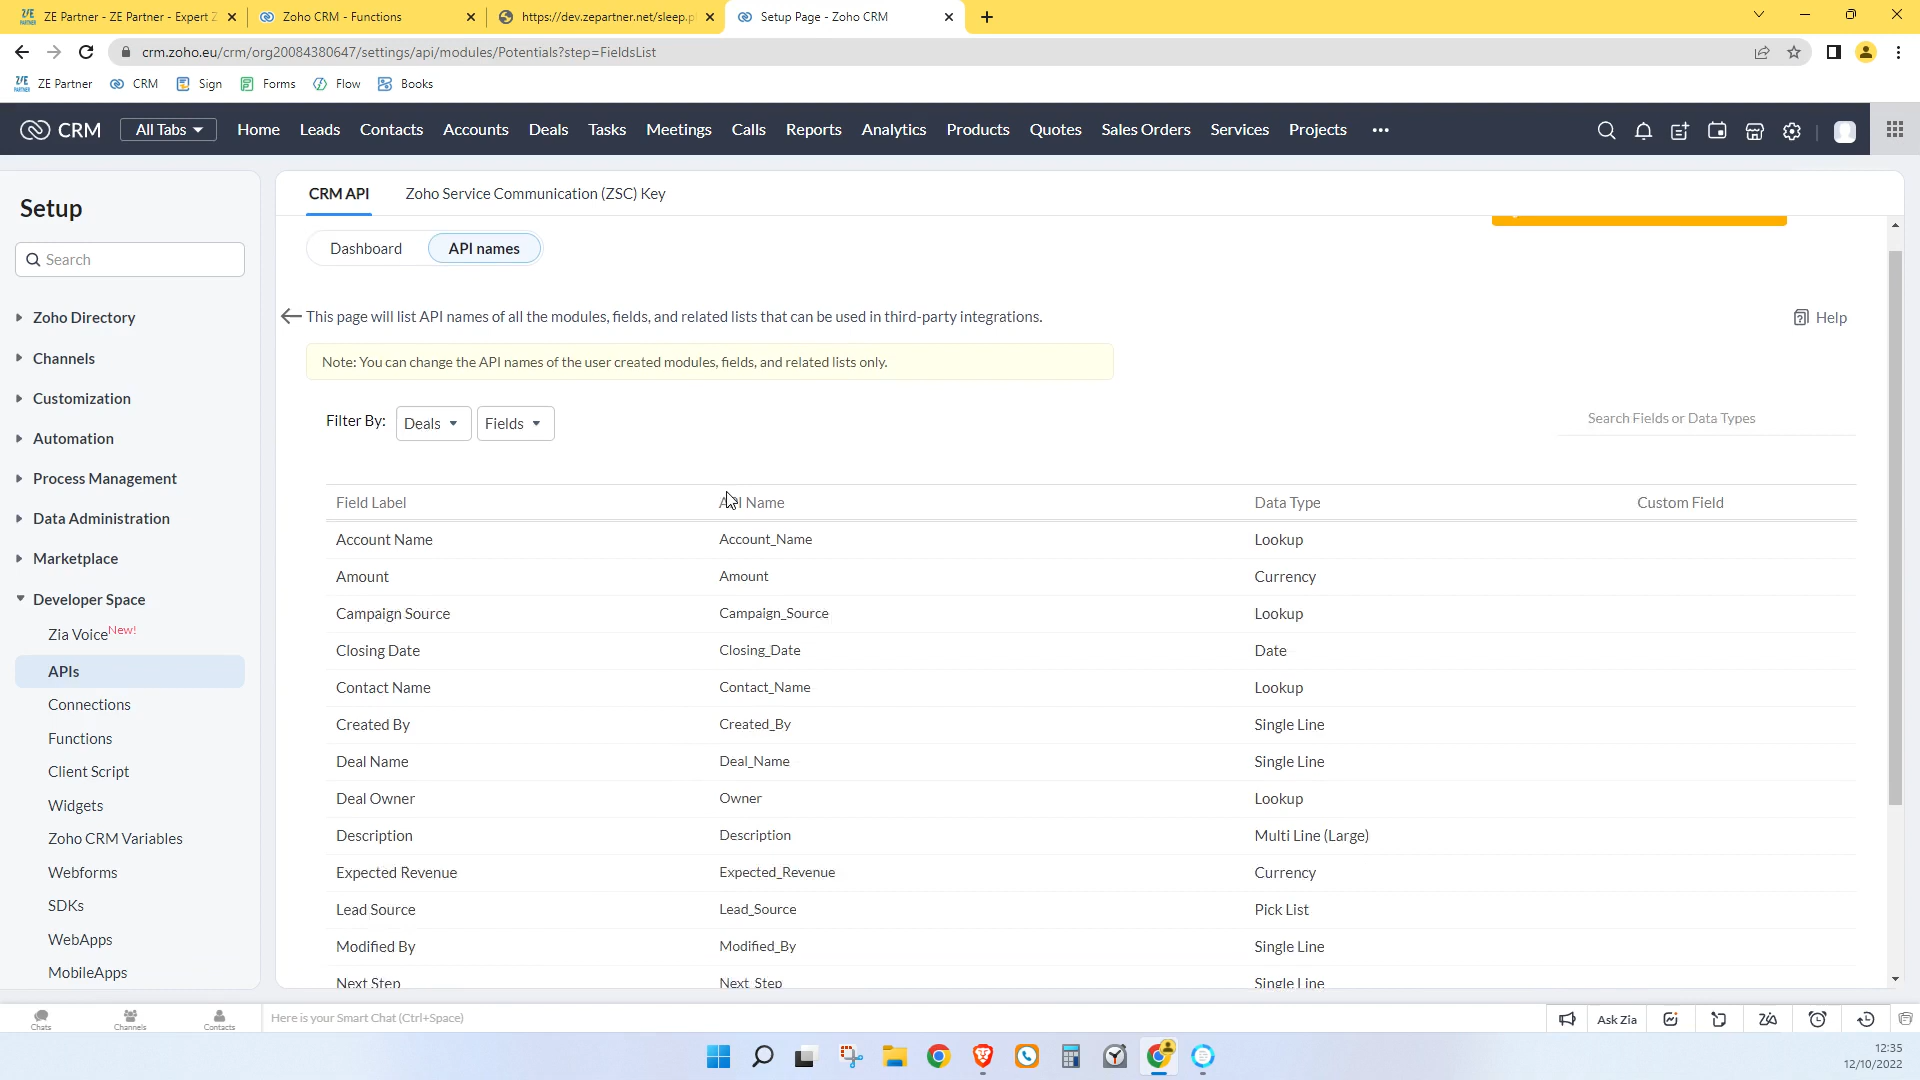 ZE Partner - ZE Partner - Expert Z
Zoho CRM - Functions
https://dev.zepartner.net/sleep.p
Setup Page - Zoho CRM
crm.zoho.eu/crm/org20084380647/settings/api/modules/Potentials?step=FieldsList
ZE Partner
CRM
Sign
Forms
Flow
Books
CRM
All Tabs
Home
Leads
Contacts
Accounts
Deals
Tasks
Meetings
Calls
Reports
Analytics
Products
Quotes
Sales Orders
Services
Projects
Setup
Search
Zoho Directory
Channels
Customization
Automation
Process Management
Data Administration
Marketplace
Developer Space
Zia Voice New!
APIs
Connections
Functions
Client Script
Widgets
Zoho CRM Variables
Webforms
SDKs
WebApps
MobileApps
CRM API
Zoho Service Communication (ZSC) Key
Dashboard
API names
This page will list API names of all the modules, fields, and related lists that can be used in third-party integrations.
Help
Note: You can change the API names of the user created modules, fields, and related lists only.
Filter By:
Deals
Fields
Search Fields or Data Types
Field Label API Name Data Type Custom Field
Account Name Account_Name Lookup
Amount Amount Currency
Campaign Source Campaign_Source Lookup
Closing Date Closing_Date Date
Contact Name Contact_Name Lookup
Created By Created_By Single Line
Deal Name Deal_Name Single Line
Deal Owner Owner Lookup
Description Description Multi Line (Large)
Expected Revenue Expected_Revenue Currency
Lead Source Lead_Source Pick List
Modified By Modified_By Single Line
Next Step Next_Step Single Line
Chats
Channels
Contacts
Here is your Smart Chat (Ctrl+Space)
Ask Zia
12:35
12/10/2022